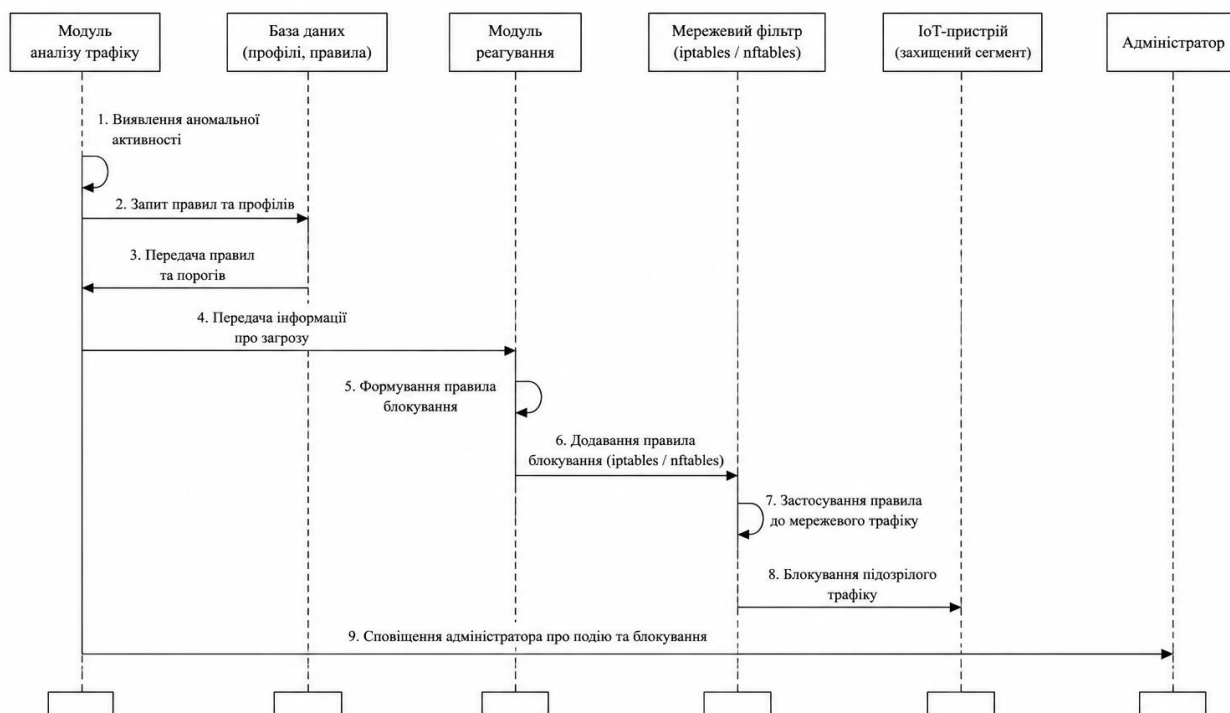 Модуль
аналізу трафіку
База даних
(профілі, правила)
Модуль
реагування
Мережевий фільтр
(iptables / nftables)
IoT-пристрій
(захищений сегмент)
Адміністратор
1. Виявлення аномальної
активності
2. Запит правил та профілів
3. Передача правил
та порогів
4. Передача інформації
про загрозу
5. Формування правила
блокування
6. Додавання правила
блокування (iptables / nftables)
7. Застосування правила
до мережевого трафіку
8. Блокування підозрілого
трафіку
9. Сповіщення адміністратора про подію та блокування